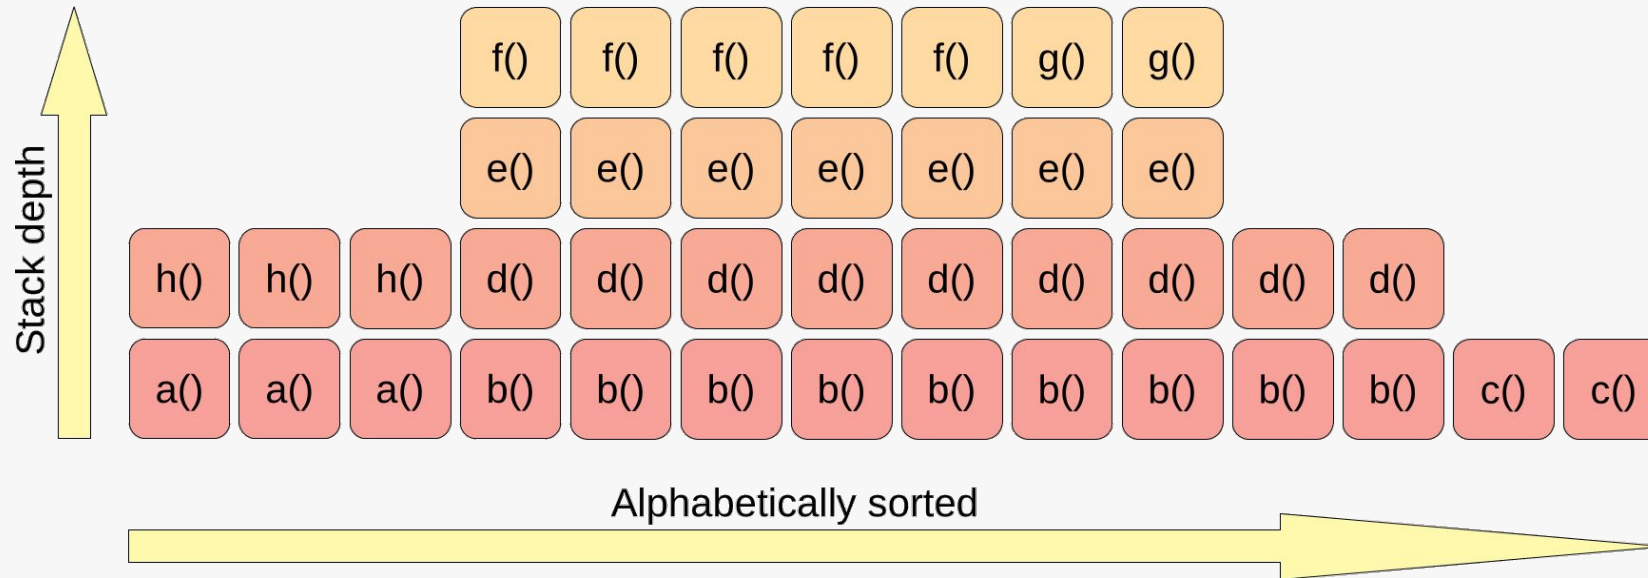 f() f() f() f() f() g() g()
e() e() e() e() e() e() e()
Stack depth
h() h() h() d() d() d() d() d() d() d() d() d()
a() a() a() b() b() b() b() b() b() b() b() b() c() c()
Alphabetically sorted